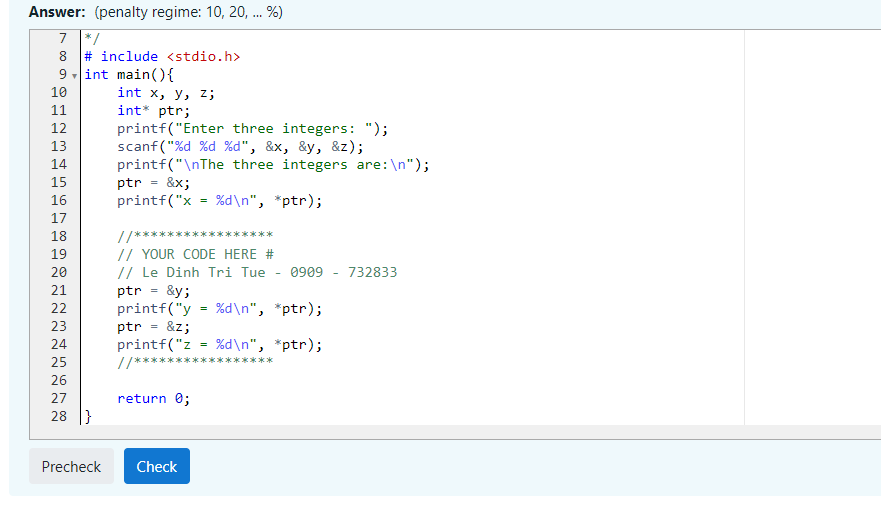 Answer: (penalty regime: 10, 20, ... %)
7 */
8 # include <stdio.h>
9 int main(){
10     int x, y, z;
11     int* ptr;
12     printf("Enter three integers: ");
13     scanf("%d %d %d", &x, &y, &z);
14     printf("\nThe three integers are:\n");
15     ptr = &x;
16     printf("x = %d\n", *ptr);
17
18     //*****************
19     // YOUR CODE HERE #
20     // Le Dinh Tri Tue - 0909 - 732833
21     ptr = &y;
22     printf("y = %d\n", *ptr);
23     ptr = &z;
24     printf("z = %d\n", *ptr);
25     //*****************
26
27     return 0;
28 }
Precheck Check